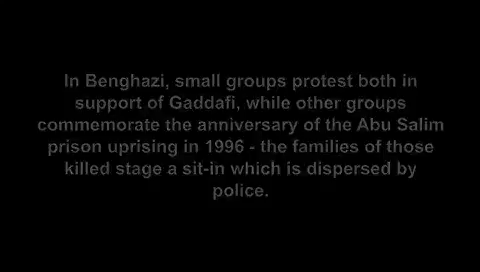 In Benghazi, small groups protest both in
support of Gaddafi, while other groups
commemorate the anniversary of the Abu Salim
prison uprising in 1996 - the families of those
killed stage a sit-in which is dispersed by
police.